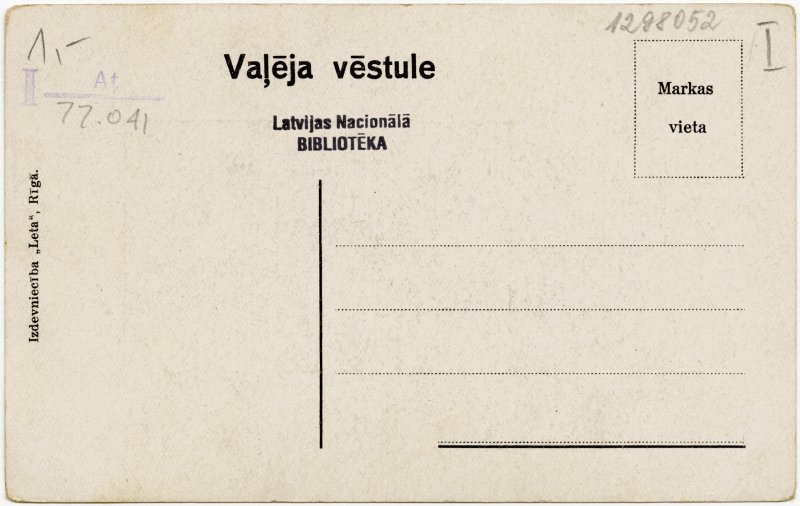 1,-
1298052
I
I At
77.041
Vaļēja vēstule
Latvijas Nacionālā
BIBLIOTĒKA
Markas
vieta
Izdevniecība „Leta“, Rīgā.